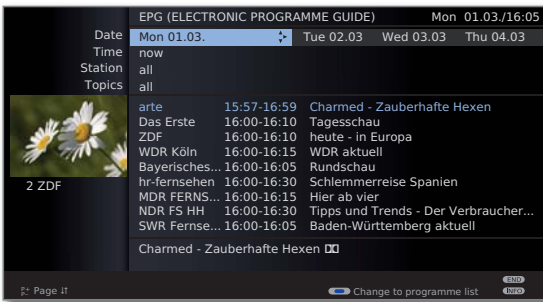 EPG (ELECTRONIC PROGRAMME GUIDE) Mon 01.03./16:05
Date Mon 01.03. Tue 02.03 Wed 03.03 Thu 04.03
Time now
Station all
Topics all
arte 15:57-16:59 Charmed - Zauberhafte Hexen
Das Erste 16:00-16:10 Tagesschau
ZDF 16:00-16:10 heute - in Europa
WDR Köln 16:00-16:15 WDR aktuell
Bayerisches... 16:00-16:05 Rundschau
hr-fernsehen 16:00-16:30 Schlemmerreise Spanien
MDR FERNS... 16:00-16:15 Hier ab vier
NDR FS HH 16:00-16:30 Tipps und Trends - Der Verbraucher...
SWR Fernse... 16:00-16:05 Baden-Württemberg aktuell
2 ZDF
Charmed - Zauberhafte Hexen
END
P+ P- Page Change to programme list INFO